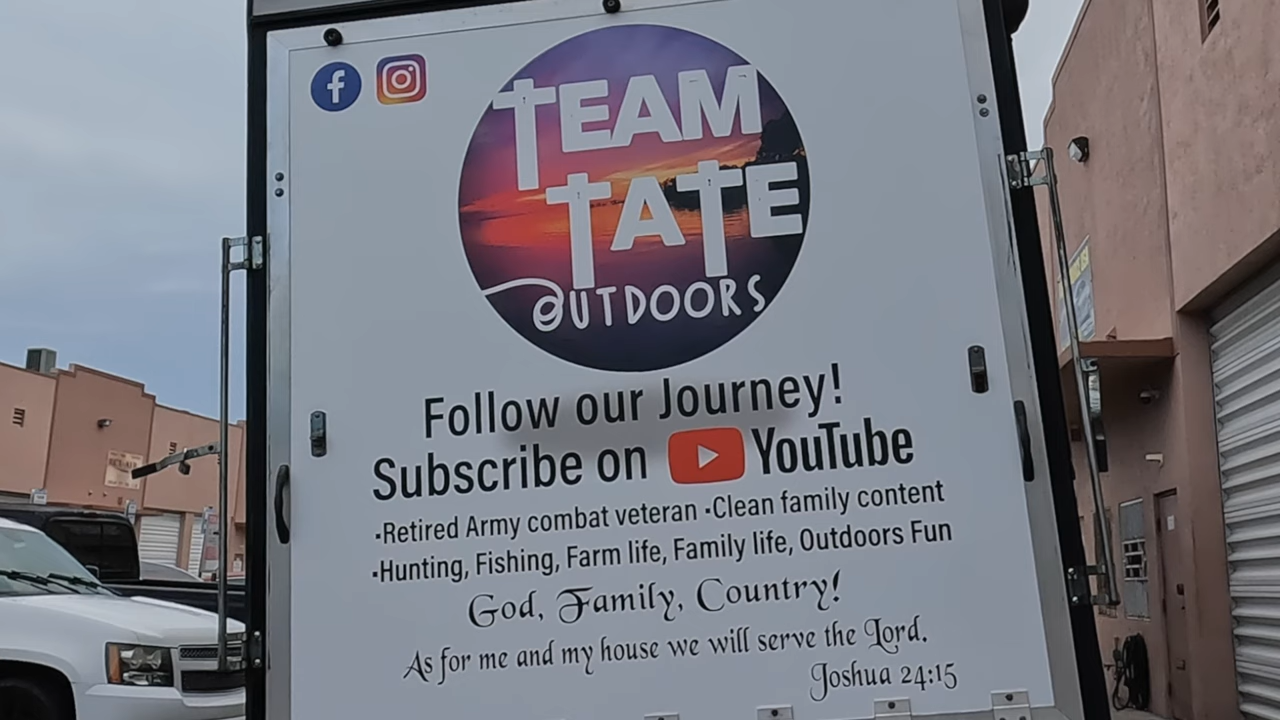 TEAM
TATE
OUTDOORS
Follow our Journey!
Subscribe on YouTube
•Retired Army combat veteran •Clean family content
•Hunting, Fishing, Farm life, Family life, Outdoors Fun
God, Family, Country!
As for me and my house we will serve the Lord.
Joshua 24:15